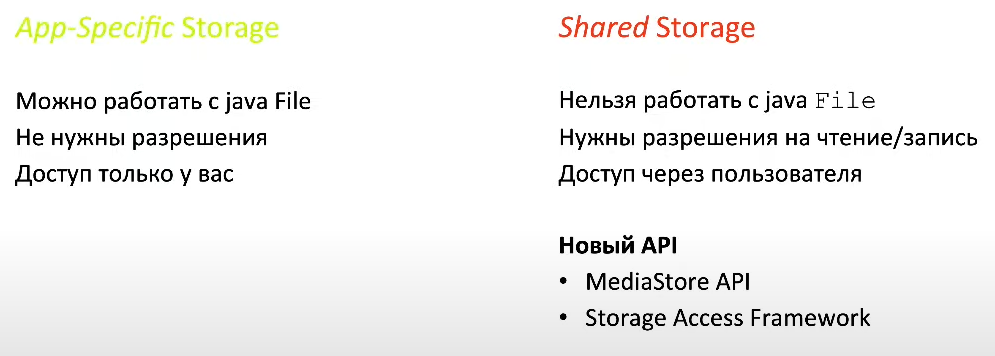 App-Specific Storage
Можно работать с java File
Не нужны разрешения
Доступ только у вас
Shared Storage
Нельзя работать с java File
Нужны разрешения на чтение/запись
Доступ через пользователя
Новый API
• MediaStore API
• Storage Access Framework